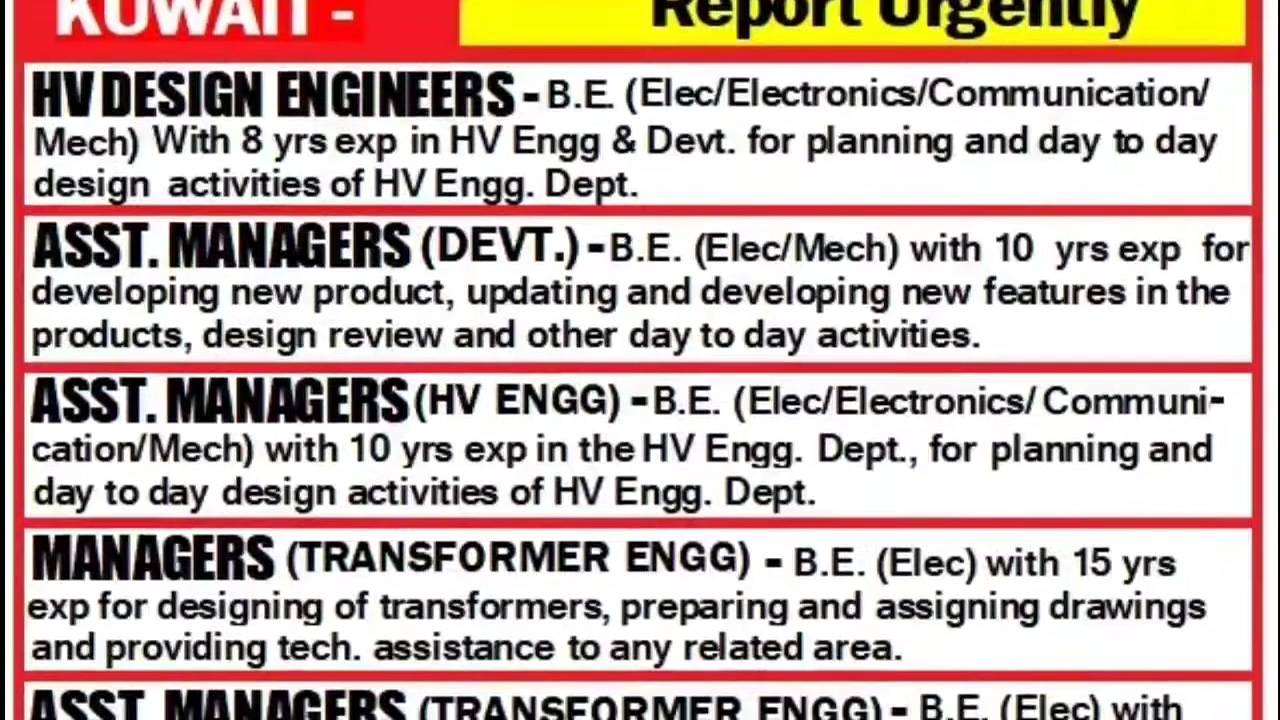 KUWAIT -
Report Urgently
HV DESIGN ENGINEERS - B.E. (Elec/Electronics/Communication/
Mech) With 8 yrs exp in HV Engg & Devt. for planning and day to day
design activities of HV Engg. Dept.
ASST. MANAGERS (DEVT.) - B.E. (Elec/Mech) with 10 yrs exp for
developing new product, updating and developing new features in the
products, design review and other day to day activities.
ASST. MANAGERS (HV ENGG) - B.E. (Elec/Electronics/ Communi-
cation/Mech) with 10 yrs exp in the HV Engg. Dept., for planning and
day to day design activities of HV Engg. Dept.
MANAGERS (TRANSFORMER ENGG) - B.E. (Elec) with 15 yrs
exp for designing of transformers, preparing and assigning drawings
and providing tech. assistance to any related area.
ASST. MANAGERS (TRANSFORMER ENGG) - B.E. (Elec) with